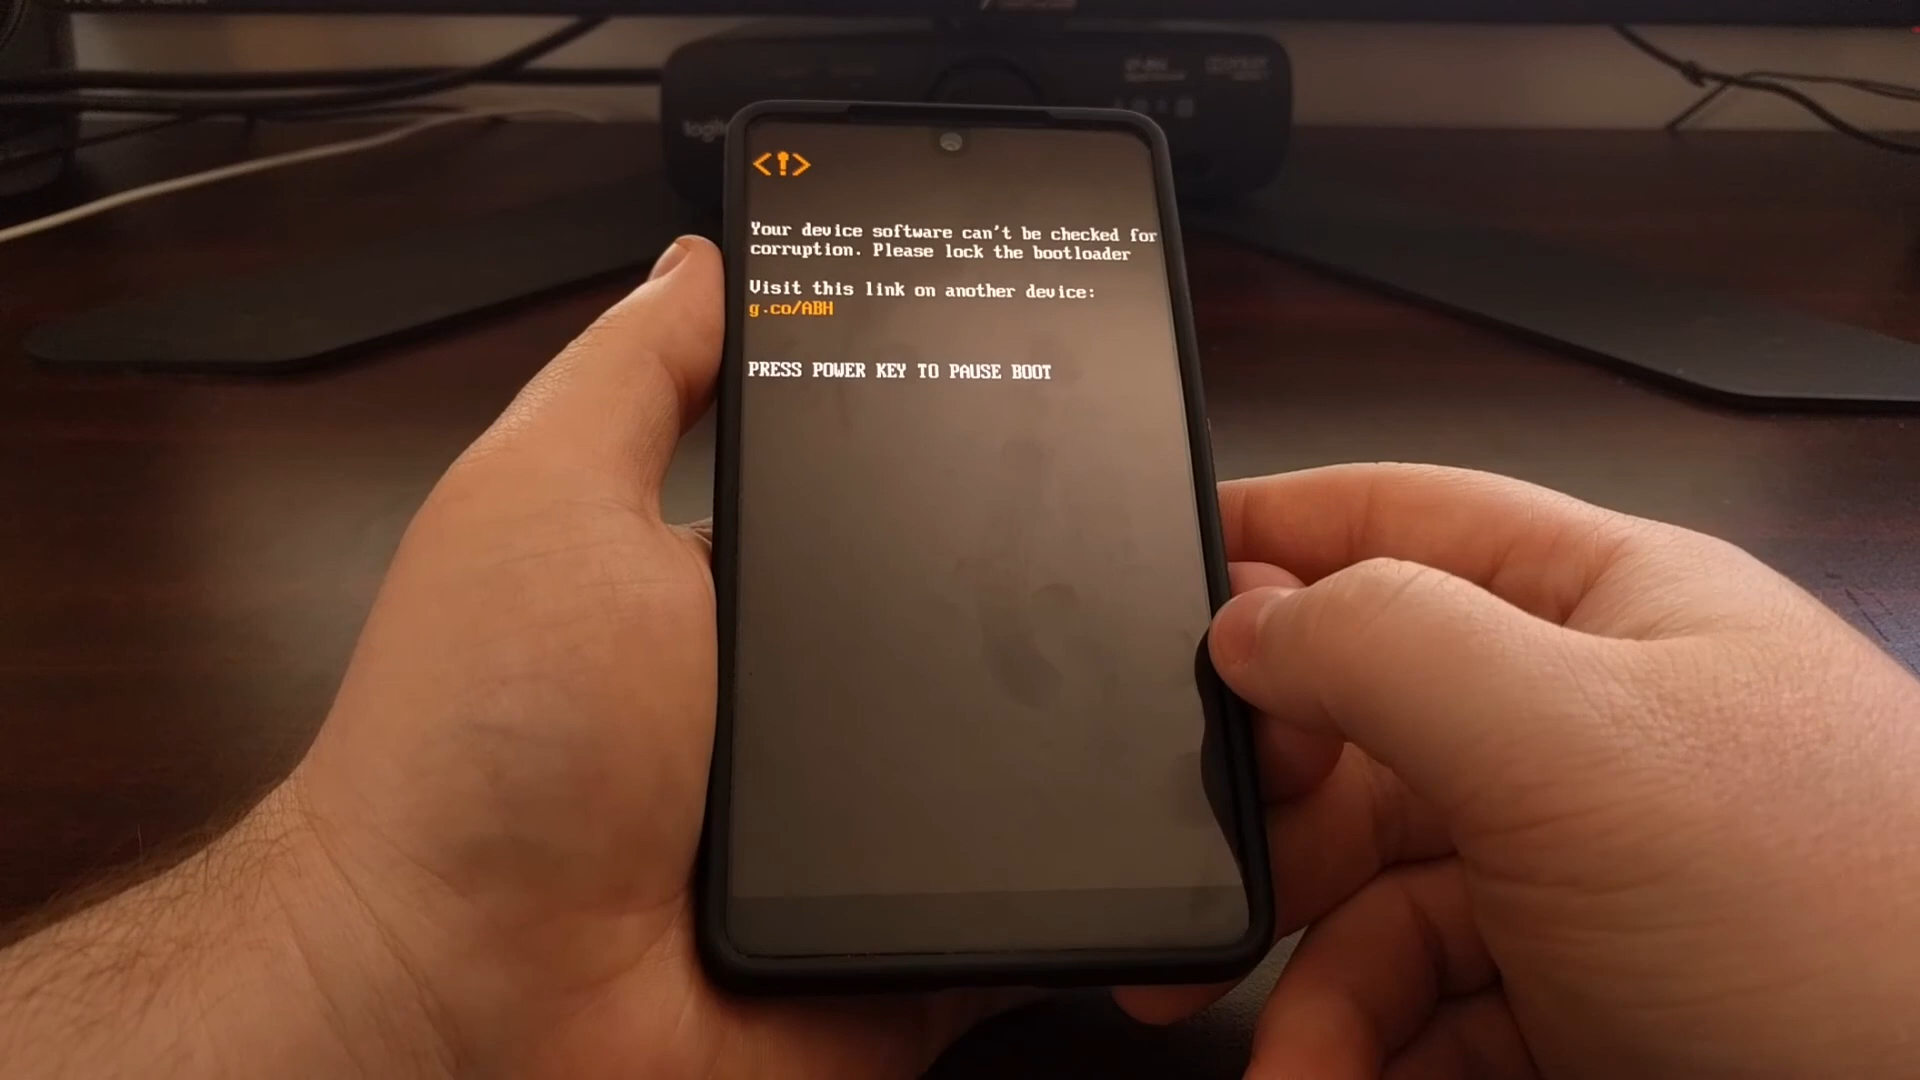 <!>
Your device software can't be checked for
corruption. Please lock the bootloader
Visit this link on another device:
g.co/ABH
PRESS POWER KEY TO PAUSE BOOT